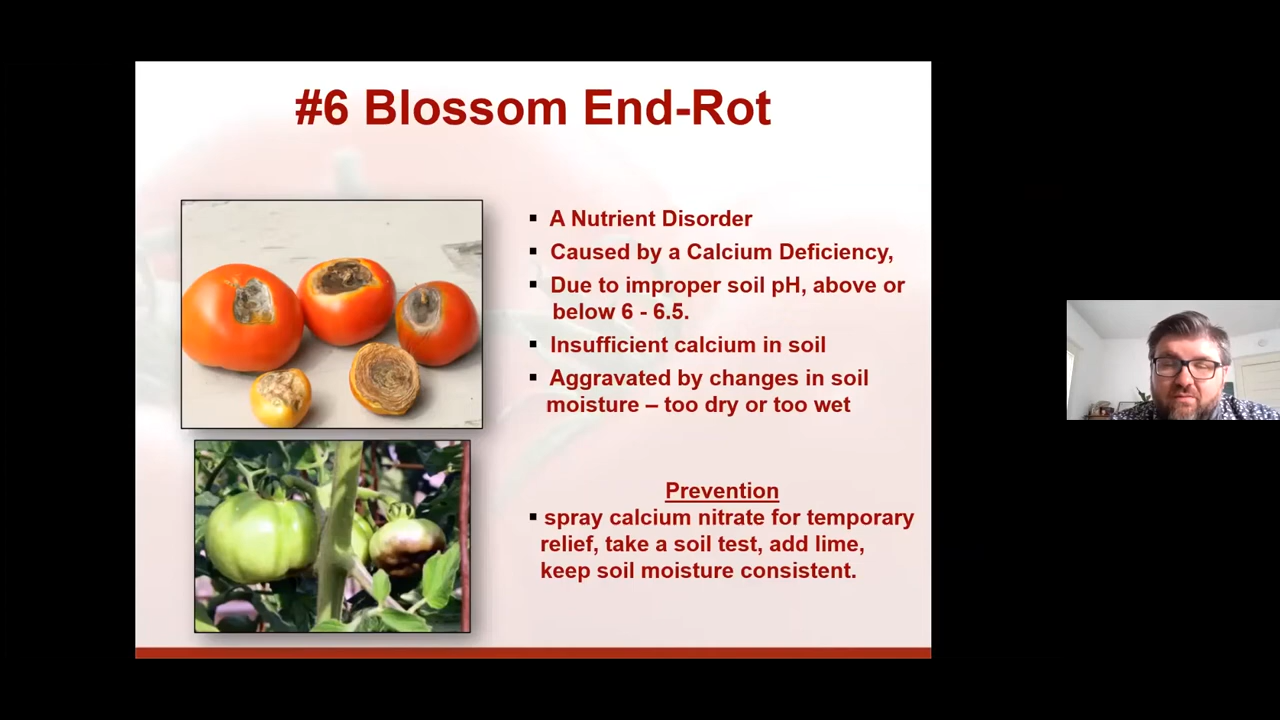 #6 Blossom End-Rot
▪ A Nutrient Disorder
▪ Caused by a Calcium Deficiency,
▪ Due to improper soil pH, above or
below 6 - 6.5.
▪ Insufficient calcium in soil
▪ Aggravated by changes in soil
moisture – too dry or too wet
Prevention
▪ spray calcium nitrate for temporary
relief, take a soil test, add lime,
keep soil moisture consistent.